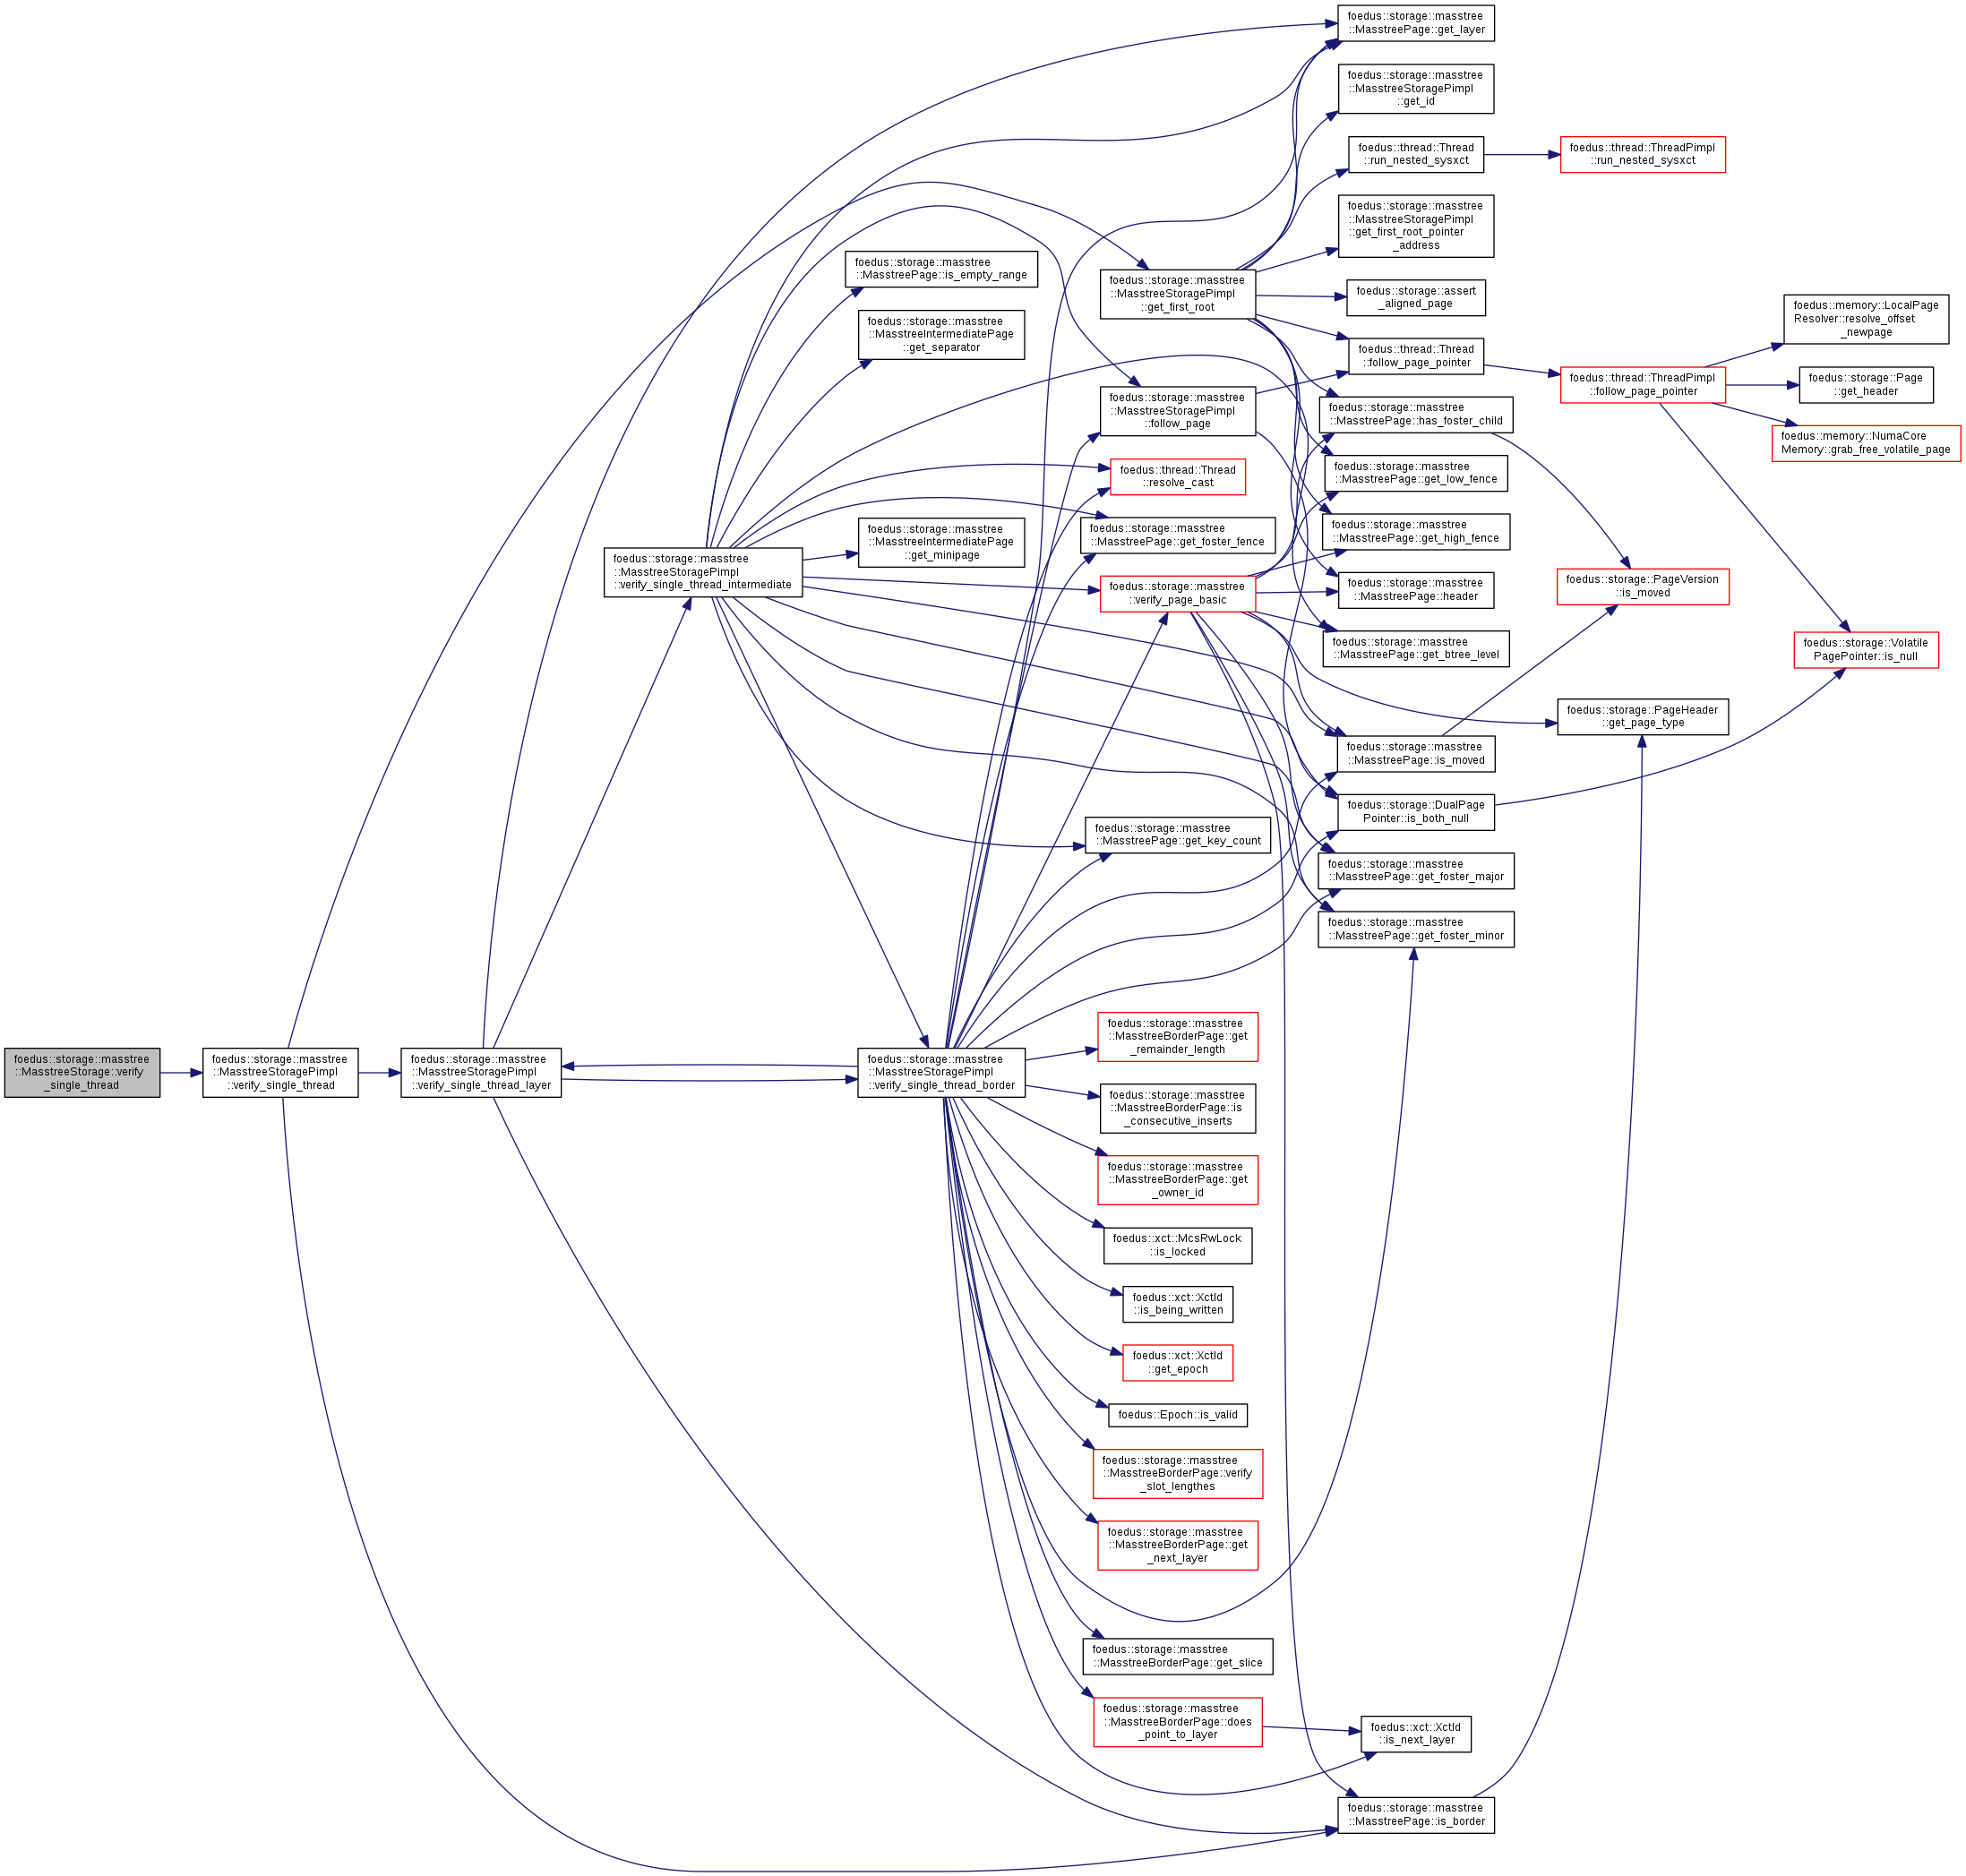 foedus::storage::masstree
::MasstreeStorage::verify
_single_thread
foedus::storage::masstree
::MasstreeStoragePimpl
::verify_single_thread
foedus::storage::masstree
::MasstreeStoragePimpl
::verify_single_thread_layer
foedus::storage::masstree
::MasstreeStoragePimpl
::verify_single_thread_intermediate
foedus::storage::masstree
::MasstreePage::is_empty_range
foedus::storage::masstree
::MasstreeIntermediatePage
::get_separator
foedus::storage::masstree
::MasstreeIntermediatePage
::get_minipage
foedus::storage::masstree
::MasstreeStoragePimpl
::verify_single_thread_border
foedus::storage::masstree
::MasstreeStoragePimpl
::get_first_root
foedus::storage::masstree
::MasstreeStoragePimpl
::follow_page
foedus::thread::Thread
::resolve_cast
foedus::storage::masstree
::MasstreePage::get_foster_fence
foedus::storage::masstree
::verify_page_basic
foedus::storage::masstree
::MasstreePage::get_key_count
foedus::storage::masstree
::MasstreeBorderPage::get
_remainder_length
foedus::storage::masstree
::MasstreeBorderPage::is
_consecutive_inserts
foedus::storage::masstree
::MasstreeBorderPage::get
_owner_id
foedus::xct::McsRwLock
::is_locked
foedus::xct::XctId
::is_being_written
foedus::xct::XctId
::get_epoch
foedus::Epoch::is_valid
foedus::storage::masstree
::MasstreeBorderPage::verify
_slot_lengthes
foedus::storage::masstree
::MasstreeBorderPage::get
_next_layer
foedus::storage::masstree
::MasstreeBorderPage::get_slice
foedus::storage::masstree
::MasstreeBorderPage::does
_point_to_layer
foedus::storage::masstree
::MasstreePage::get_layer
foedus::storage::masstree
::MasstreeStoragePimpl
::get_id
foedus::thread::Thread
::run_nested_sysxct
foedus::storage::masstree
::MasstreeStoragePimpl
::get_first_root_pointer
_address
foedus::storage::assert
_aligned_page
foedus::thread::Thread
::follow_page_pointer
foedus::storage::masstree
::MasstreePage::has_foster_child
foedus::storage::masstree
::MasstreePage::get_low_fence
foedus::storage::masstree
::MasstreePage::get_high_fence
foedus::storage::masstree
::MasstreePage::header
foedus::storage::masstree
::MasstreePage::get_btree_level
foedus::storage::masstree
::MasstreePage::is_moved
foedus::storage::DualPage
Pointer::is_both_null
foedus::storage::masstree
::MasstreePage::get_foster_major
foedus::storage::masstree
::MasstreePage::get_foster_minor
foedus::xct::XctId
::is_next_layer
foedus::storage::masstree
::MasstreePage::is_border
foedus::thread::ThreadPimpl
::run_nested_sysxct
foedus::thread::ThreadPimpl
::follow_page_pointer
foedus::storage::PageVersion
::is_moved
foedus::storage::PageHeader
::get_page_type
foedus::memory::LocalPage
Resolver::resolve_offset
_newpage
foedus::storage::Page
::get_header
foedus::memory::NumaCore
Memory::grab_free_volatile_page
foedus::storage::Volatile
PagePointer::is_null